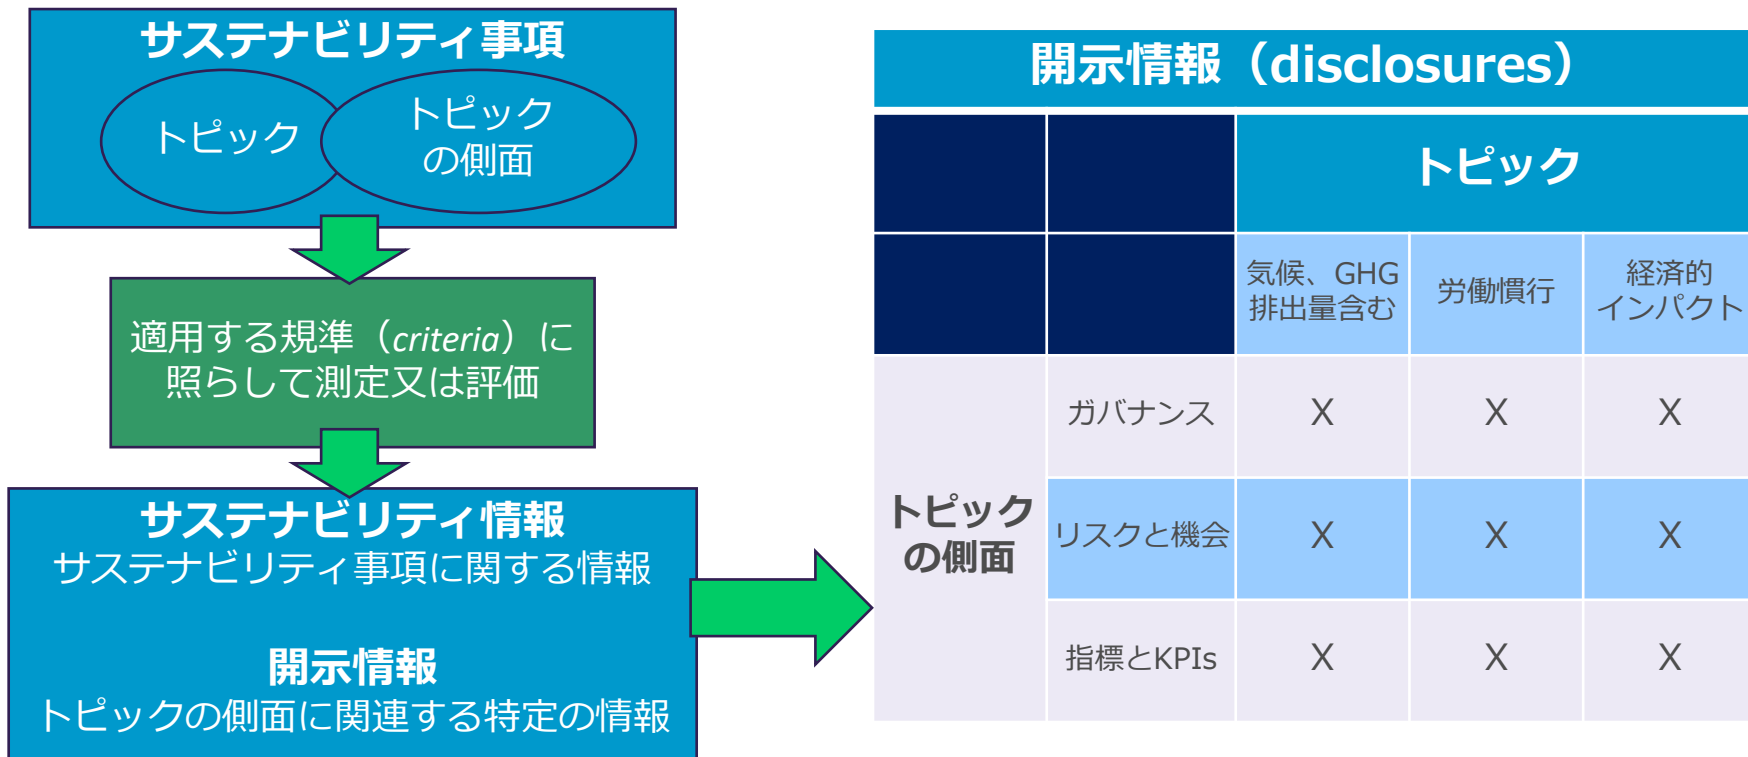 サステナビリティ事項
トピック
トピック
の側面
適用する規準（criteria）に
照らして測定又は評価
サステナビリティ情報
サステナビリティ事項に関する情報
開示情報
トピックの側面に関連する特定の情報
開示情報（disclosures）
トピック
気候、GHG
排出量含む
労働慣行
経済的
インパクト
トピック
の側面
ガバナンス
X
X
X
リスクと機会
X
X
X
指標とKPIs
X
X
X